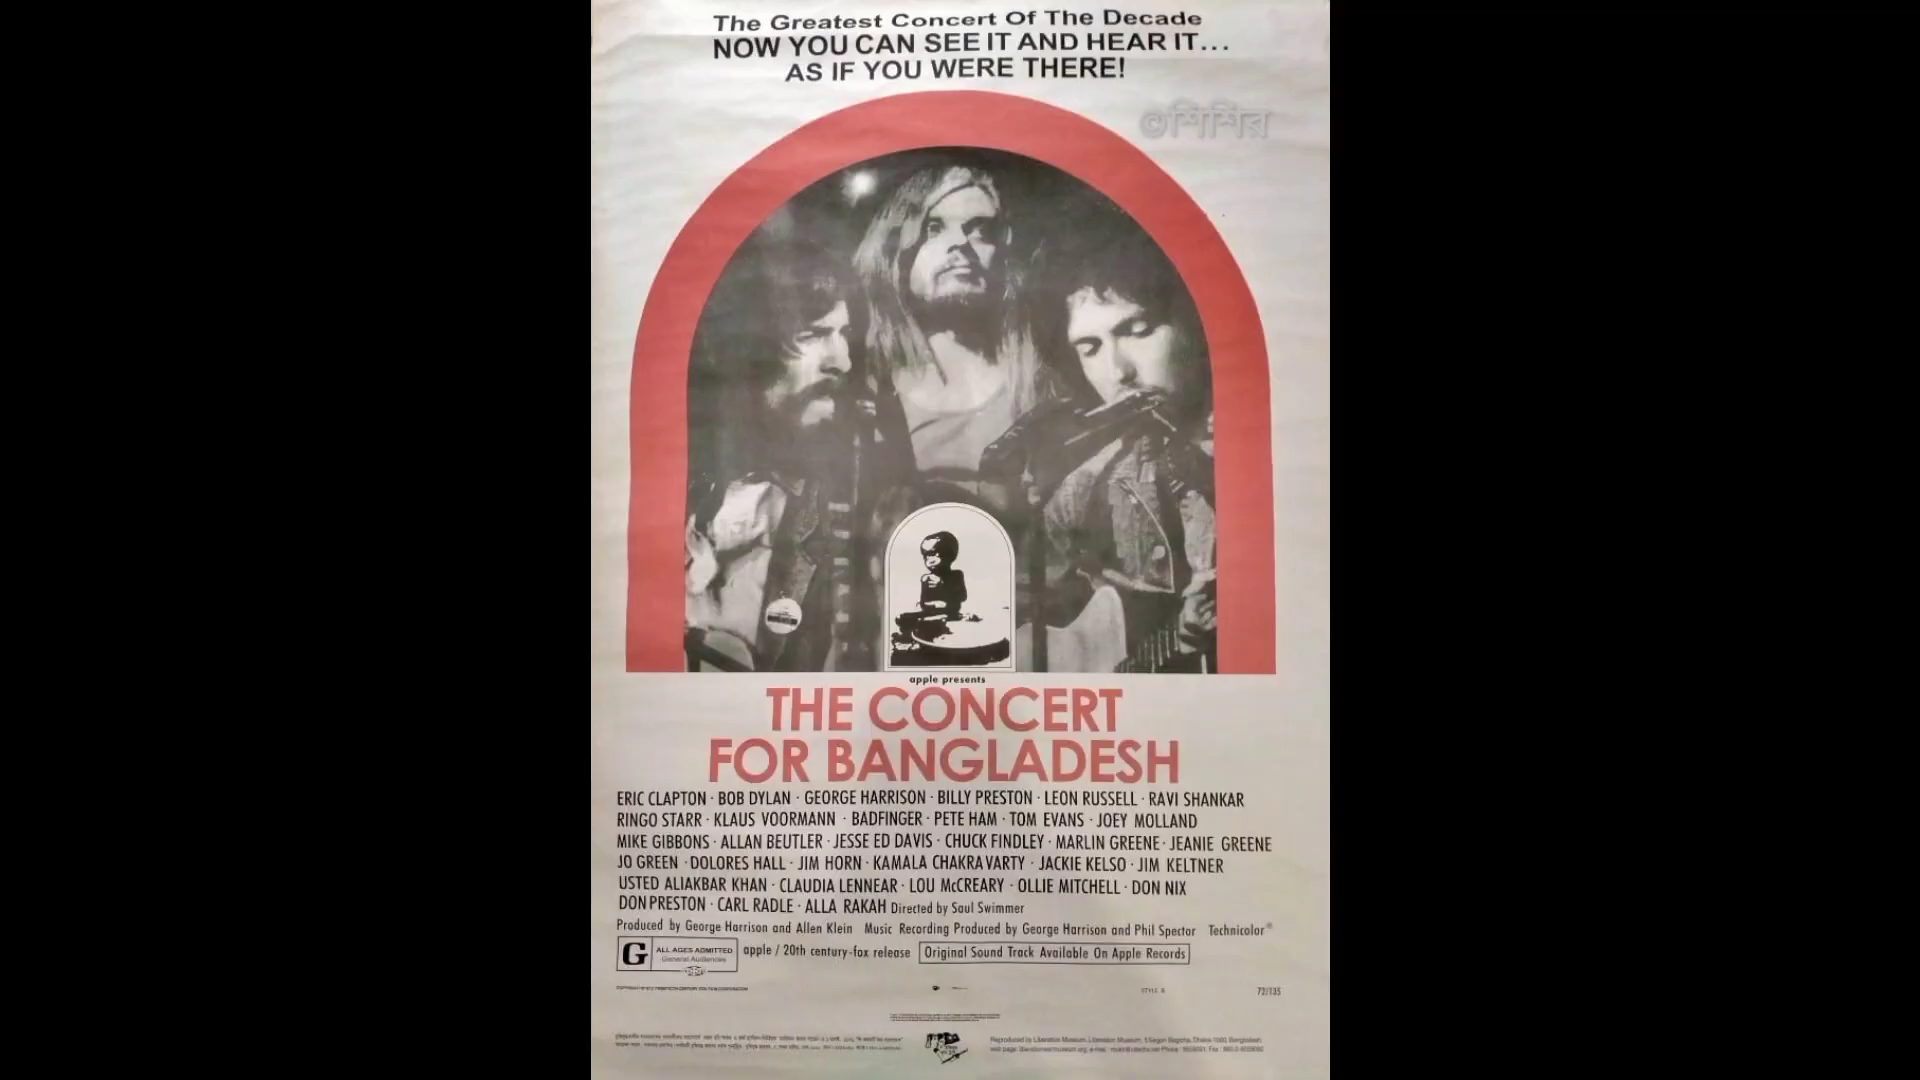 The Greatest Concert Of The Decade
NOW YOU CAN SEE IT AND HEAR IT...
AS IF YOU WERE THERE!
©শিশির
apple presents
THE CONCERT
FOR BANGLADESH
ERIC CLAPTON · BOB DYLAN · GEORGE HARRISON · BILLY PRESTON · LEON RUSSELL · RAVI SHANKAR
RINGO STARR · KLAUS VOORMANN · BADFINGER · PETE HAM · TOM EVANS · JOEY MOLLAND
MIKE GIBBONS · ALLAN BEUTLER · JESSE ED DAVIS · CHUCK FINDLEY · MARLIN GREENE · JEANIE GREENE
JO GREEN · DOLORES HALL · JIM HORN · KAMALA CHAKRAVARTY · JACKIE KELSO · JIM KELTNER
USTED ALIAKBAR KHAN · CLAUDIA LENNEAR · LOU McCREARY · OLLIE MITCHELL · DON NIX
DON PRESTON · CARL RADLE · ALLA RAKAH Directed by Saul Swimmer
Produced by George Harrison and Allen Klein Music Recording Produced by George Harrison and Phil Spector Technicolor®
G ALL AGES ADMITTED
General Audiences
apple / 20th century-fox release Original Sound Track Available On Apple Records
STYLE B 72/135
Reproduced by Liberation Museum